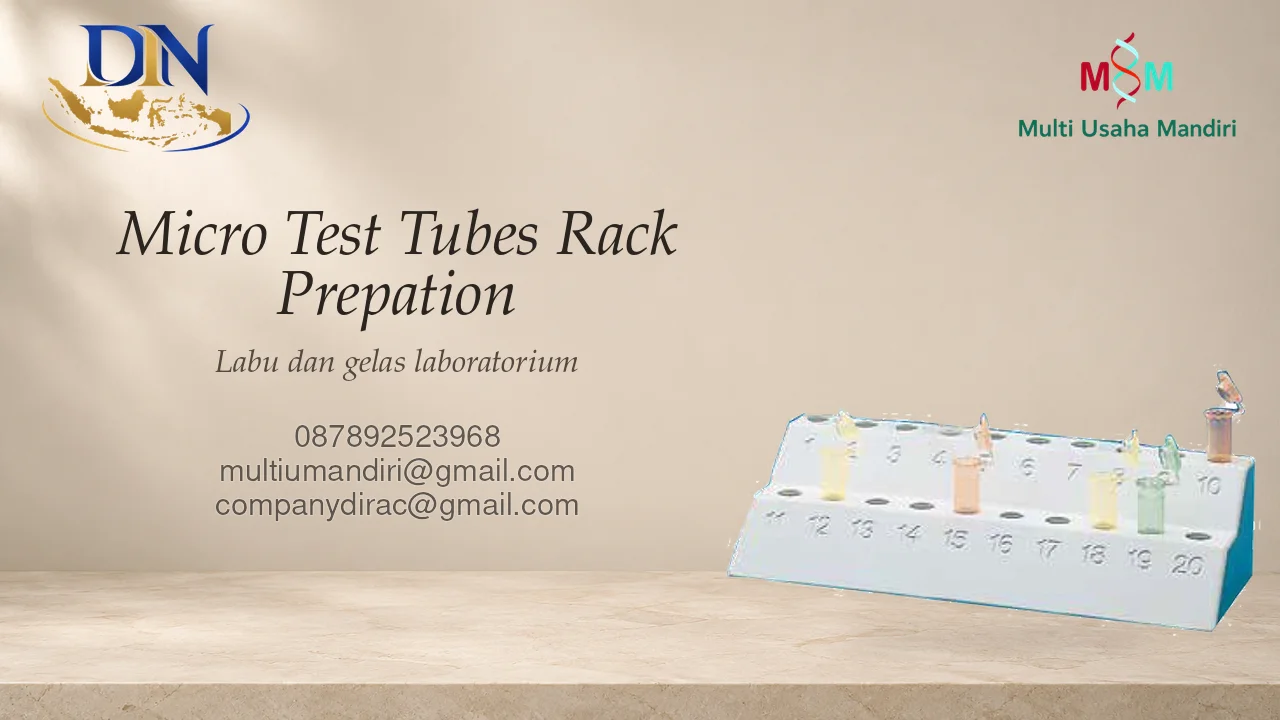 DN
M M
Multi Usaha Mandiri
Micro Test Tubes Rack
Prepation
Labu dan gelas laboratorium
087892523968
multiumandiri@gmail.com
companydirac@gmail.com
1 2 3 4 5 6 7 8 9 10
11 12 13 14 15 16 17 18 19 20